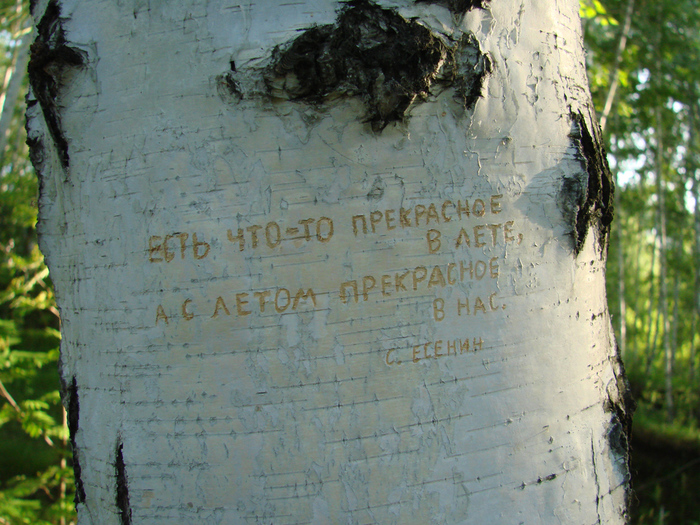 ЕСТЬ ЧТО-ТО ПРЕКРАСНОЕ
В ЛЕТЕ,
А С ЛЕТОМ ПРЕКРАСНОЕ
В НАС.
С. ЕСЕНИН